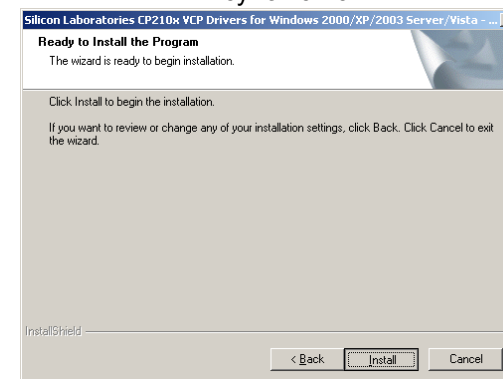 Silicon Laboratories CP210x VCP Drivers for Windows 2000/XP/2003 Server/Vista - ...
Ready to Install the Program
The wizard is ready to begin installation.
Click Install to begin the installation.
If you want to review or change any of your installation settings, click Back. Click Cancel to exit
the wizard.
InstallShield
< Back
Install
Cancel